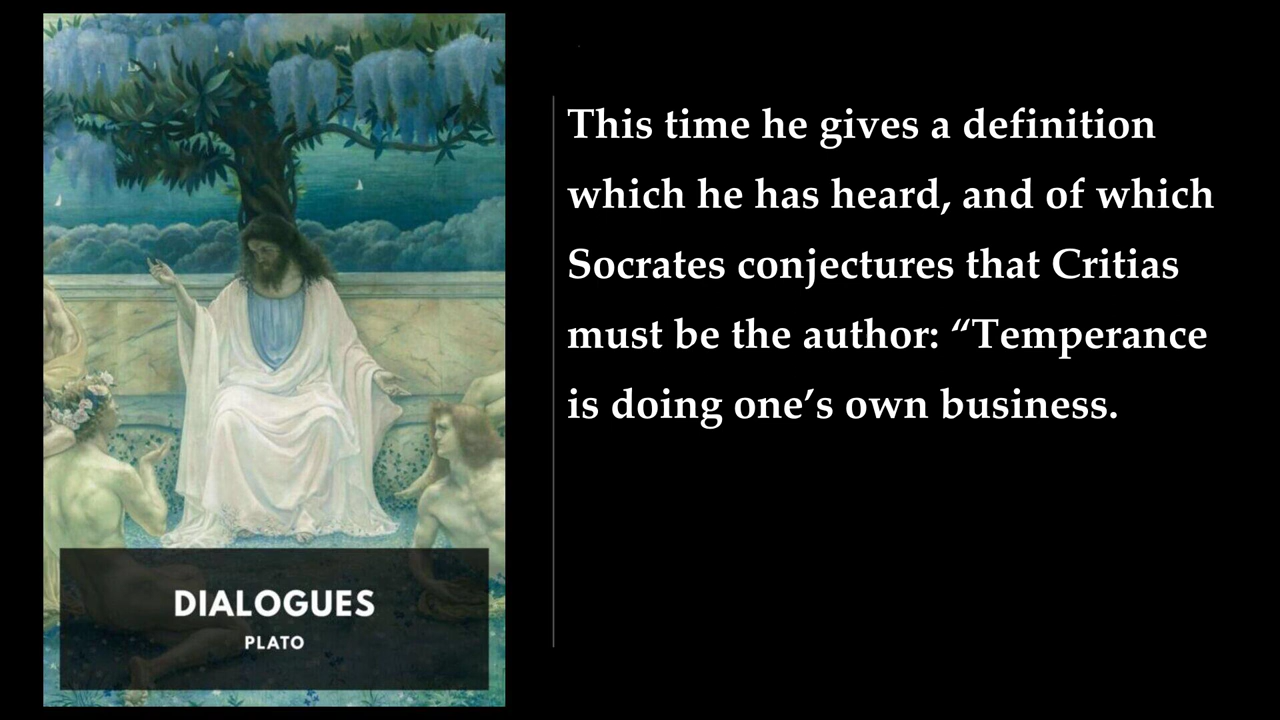 This time he gives a definition
which he has heard, and of which
Socrates conjectures that Critias
must be the author: “Temperance
is doing one’s own business.
DIALOGUES
PLATO